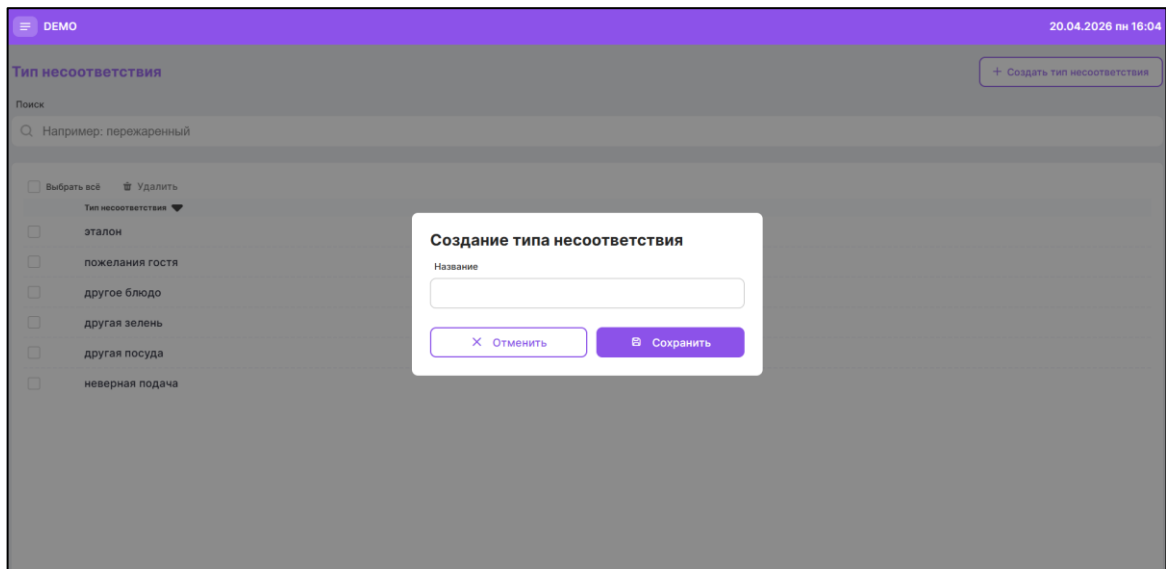 DEMO
20.04.2026 пн 16:04
Тип несоответствия
+ Создать тип несоответствия
Поиск
Например: пережаренный
Выбрать всё
Удалить
Тип несоответствия
эталон
пожелания гостя
другое блюдо
другая зелень
другая посуда
неверная подача
Создание типа несоответствия
Название
Отменить
Сохранить